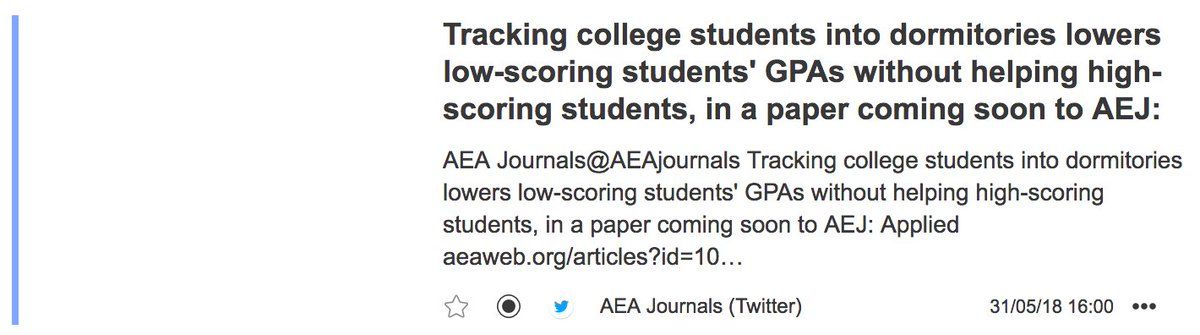 Tracking college students into dormitories lowers
low-scoring students' GPAs without helping high-
scoring students, in a paper coming soon to AEJ:
AEA Journals@AEAjournals Tracking college students into dormitories
lowers low-scoring students' GPAs without helping high-scoring
students, in a paper coming soon to AEJ: Applied
aeaweb.org/articles?id=10…
AEA Journals (Twitter) 31/05/18 16:00